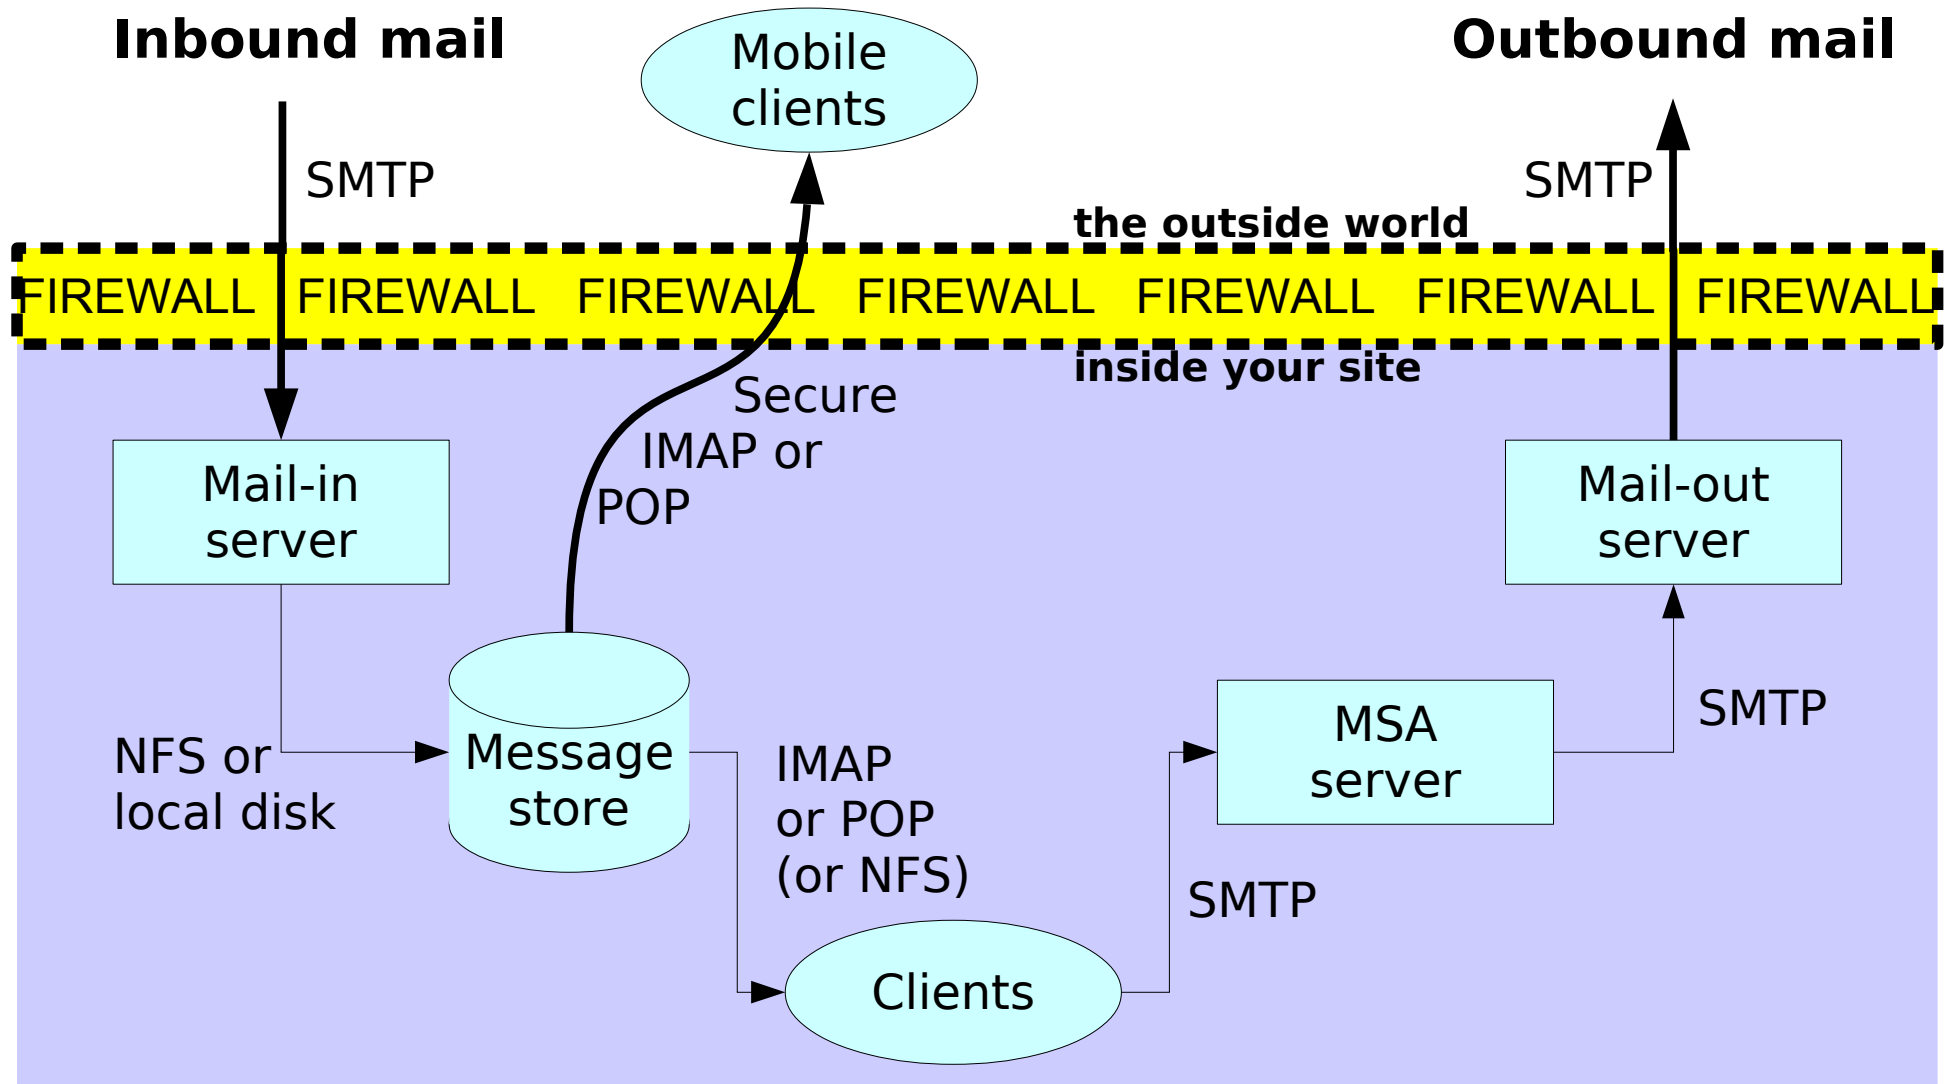 Inbound mail
Mobile
clients
Outbound mail
SMTP
SMTP
the outside world
FIREWALL FIREWALL FIREWALL FIREWALL FIREWALL FIREWALL FIREWALL
inside your site
Secure
IMAP or
POP
Mail-in
server
Mail-out
server
NFS or
local disk
Message
store
IMAP
or POP
(or NFS)
MSA
server
SMTP
SMTP
Clients